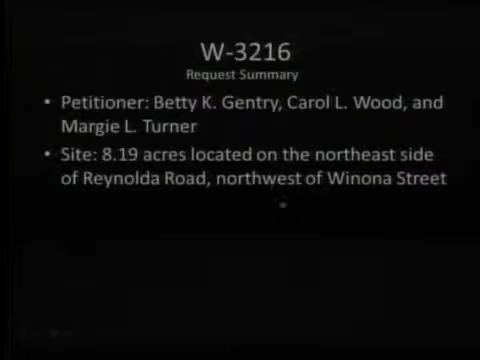 W-3216
Request Summary
• Petitioner: Betty K. Gentry, Carol L. Wood, and
Margie L. Turner
• Site: 8.19 acres located on the northeast side
of Reynolda Road, northwest of Winona Street